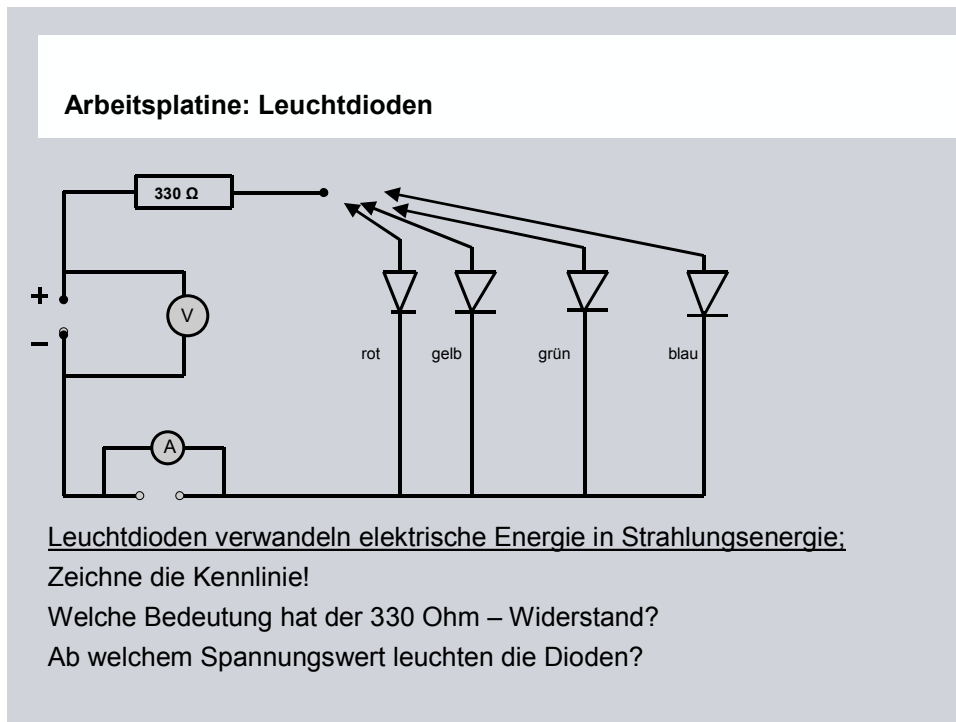 Arbeitsplatine: Leuchtdioden
330 Ω
+
V
–
rot gelb grün blau
A
Leuchtdioden verwandeln elektrische Energie in Strahlungsenergie;
Zeichne die Kennlinie!
Welche Bedeutung hat der 330 Ohm – Widerstand?
Ab welchem Spannungswert leuchten die Dioden?